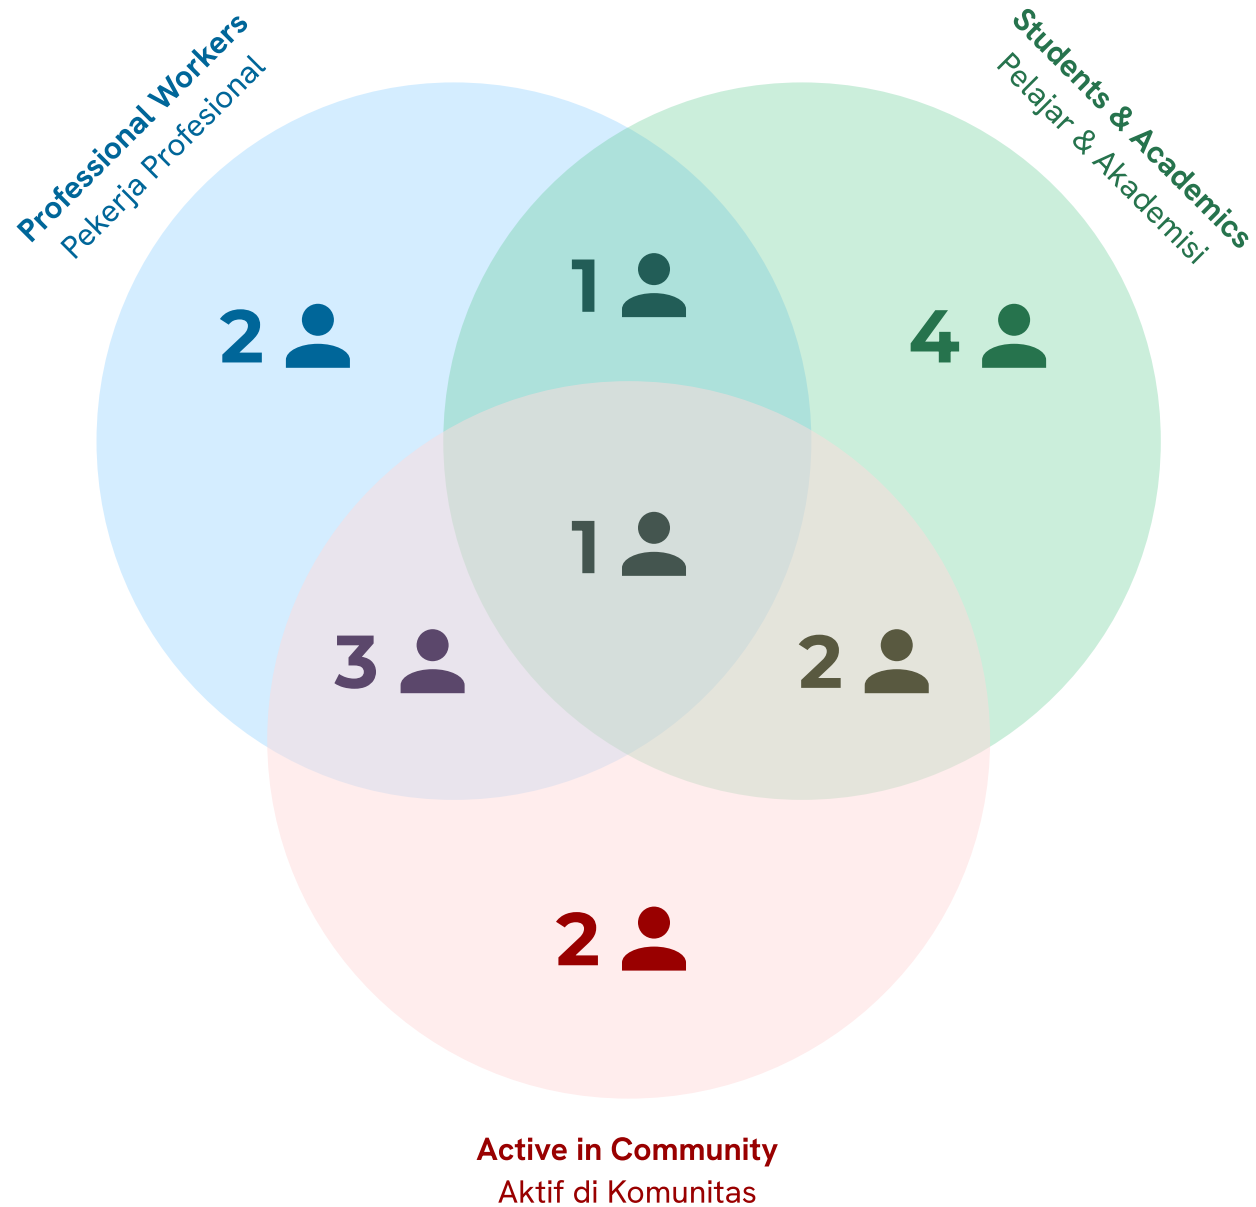 Professional Workers
Pekerja Profesional
Students & Academics
Pelajar & Akademisi
1
2
4
1
3
2
2
Active in Community
Aktif di Komunitas